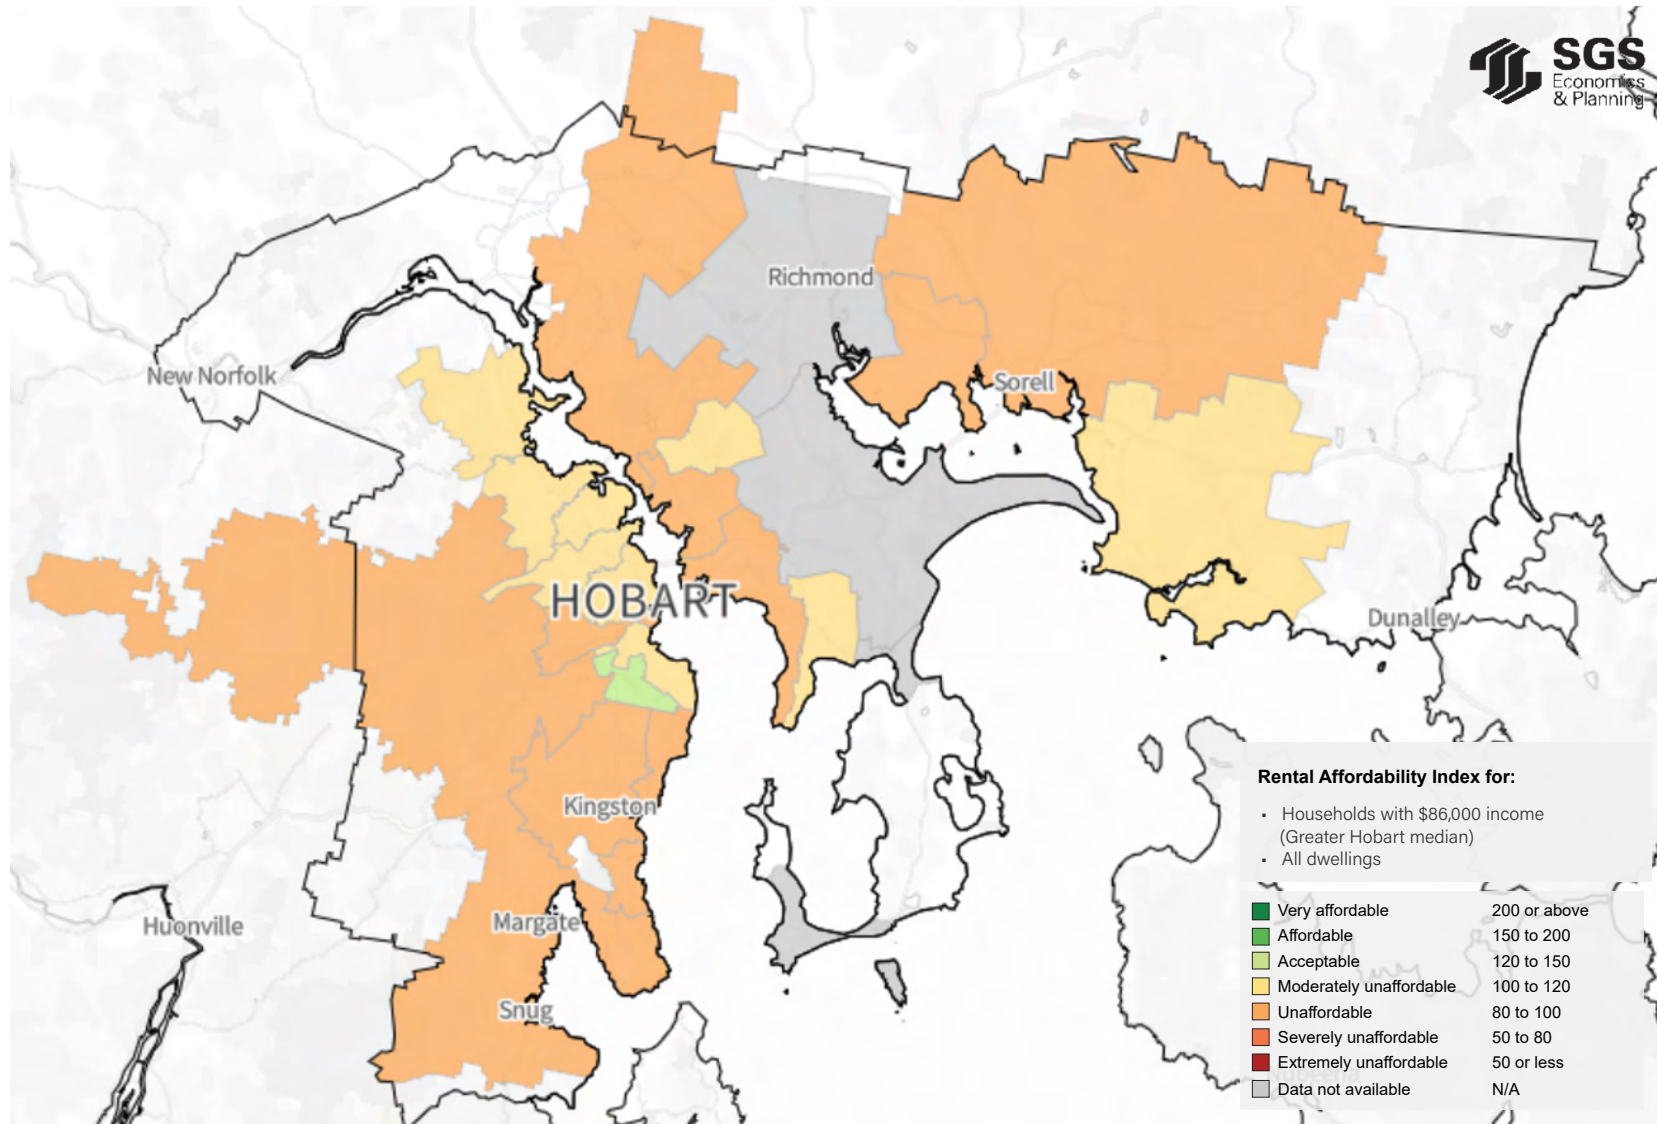 SGS
Economics
& Planning
Richmond
New Norfolk
Sorell
HOBART
Dunalley
Kingston
Huonville
Margate
Snug
Rental Affordability Index for:
▪ Households with $86,000 income
(Greater Hobart median)
▪ All dwellings
Very affordable 200 or above
Affordable 150 to 200
Acceptable 120 to 150
Moderately unaffordable 100 to 120
Unaffordable 80 to 100
Severely unaffordable 50 to 80
Extremely unaffordable 50 or less
Data not available N/A